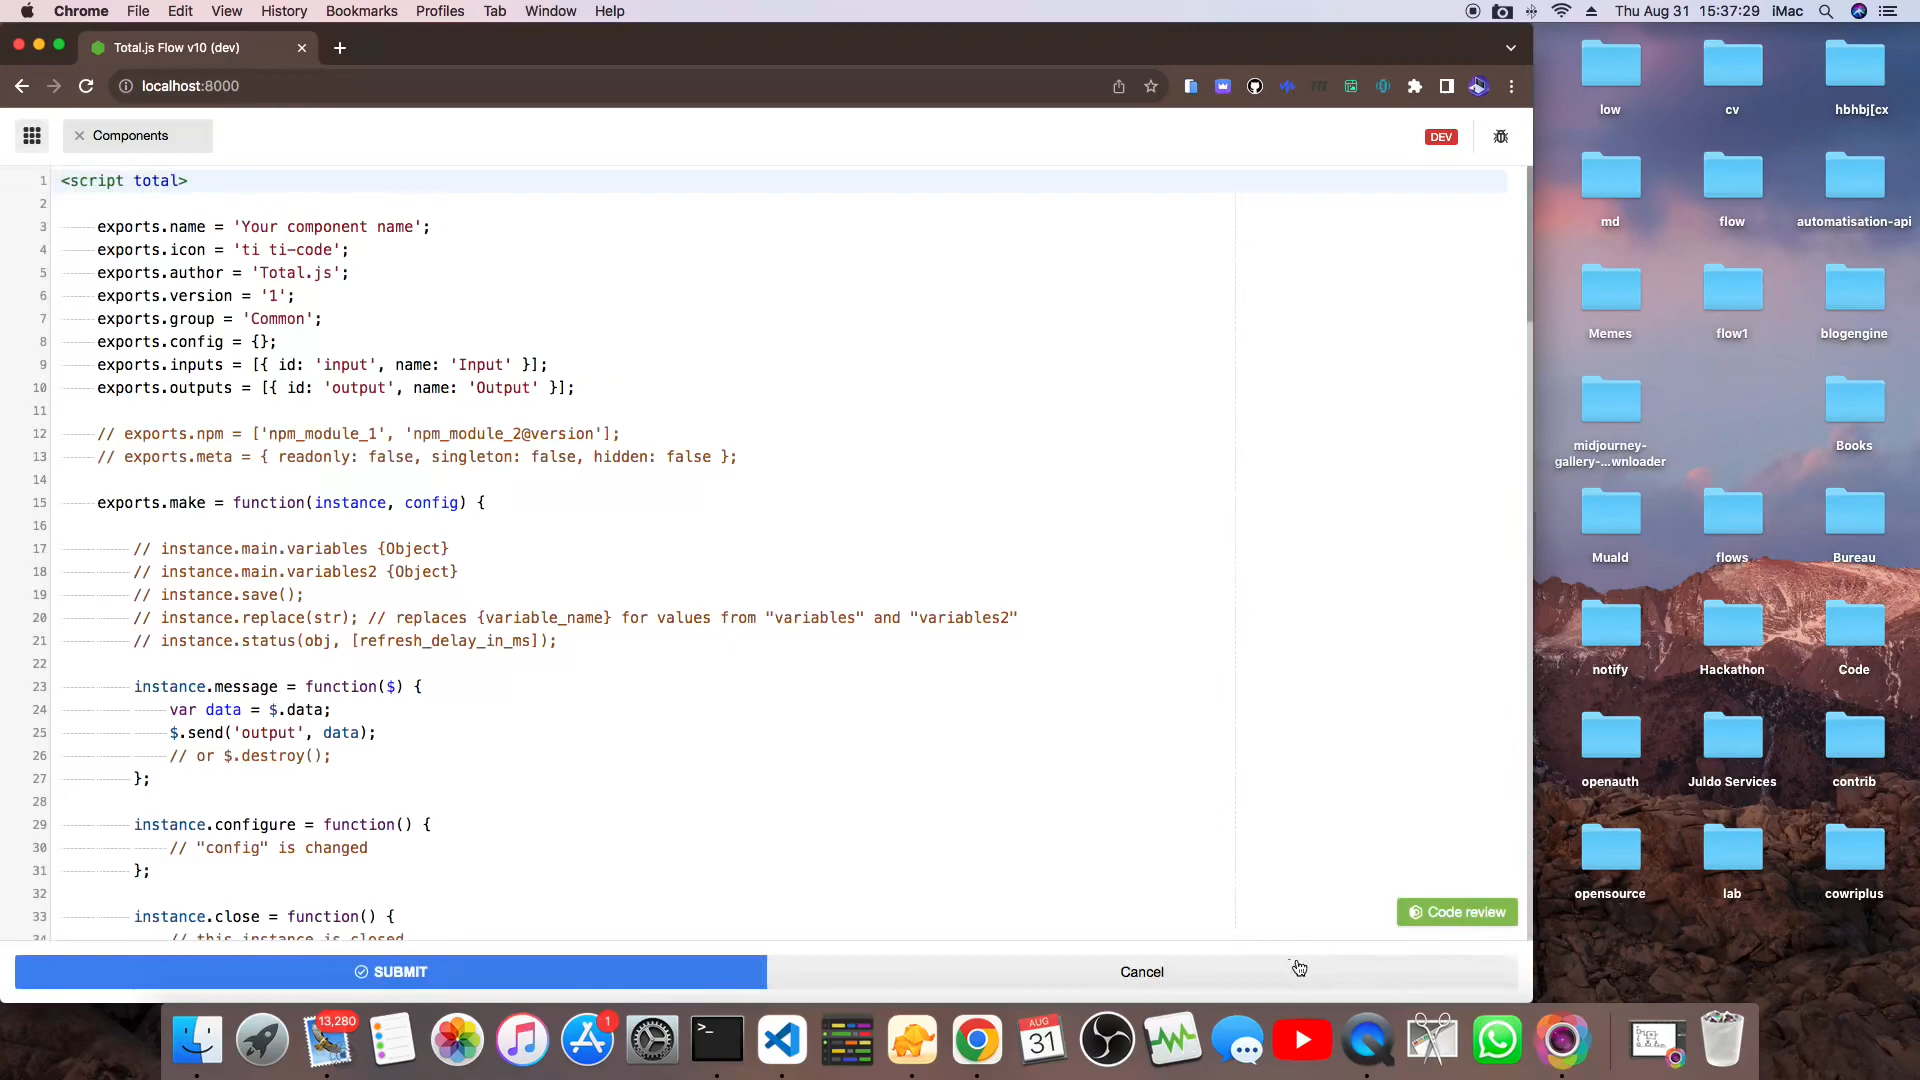 Chrome File Edit View History Bookmarks Profiles Tab Window Help Thu Aug 31 15:37:29 iMac
Total.js Flow v10 (dev)
localhost:8000
Components DEV
1 <script total>
2
3 exports.name = 'Your component name';
4 exports.icon = 'ti ti-code';
5 exports.author = 'Total.js';
6 exports.version = '1';
7 exports.group = 'Common';
8 exports.config = {};
9 exports.inputs = [{ id: 'input', name: 'Input' }];
10 exports.outputs = [{ id: 'output', name: 'Output' }];
11
12 // exports.npm = ['npm_module_1', 'npm_module_2@version'];
13 // exports.meta = { readonly: false, singleton: false, hidden: false };
14
15 exports.make = function(instance, config) {
16
17 // instance.main.variables {Object}
18 // instance.main.variables2 {Object}
19 // instance.save();
20 // instance.replace(str); // replaces {variable_name} for values from "variables" and "variables2"
21 // instance.status(obj, [refresh_delay_in_ms]);
22
23 instance.message = function($) {
24 var data = $.data;
25 $.send('output', data);
26 // or $.destroy();
27 };
28
29 instance.configure = function() {
30 // "config" is changed
31 };
32
33 instance.close = function() {
34 // this instance is closed
Code review
SUBMIT
Cancel
low cv hbhbj[cx
md flow automatisation-api
Memes flow1 blogengine
midjourney-
gallery-...wnloader
Books
Muald flows Bureau
notify Hackathon Code
openauth Juldo Services contrib
opensource lab cowriplus
13,280
1
AUG
31